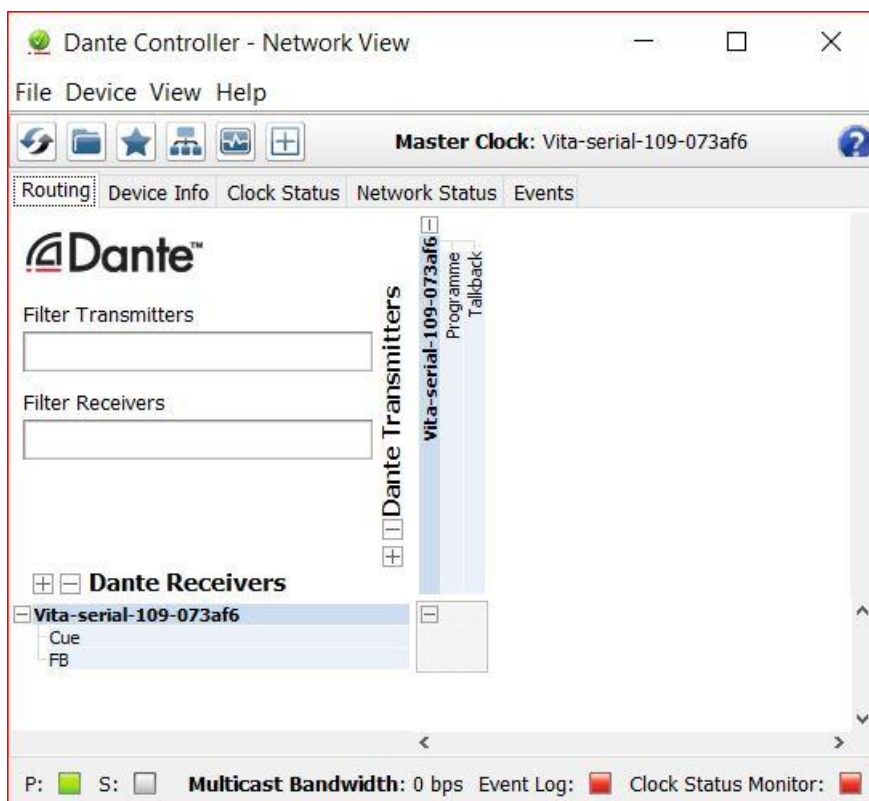 Dante Controller - Network View
File Device View Help
Master Clock: Vita-serial-109-073af6
Routing Device Info Clock Status Network Status Events
Dante™
Filter Transmitters
Filter Receivers
Dante Transmitters
Vita-serial-109-073af6
Programme
Talkback
Dante Receivers
Vita-serial-109-073af6
Cue
FB
P: S: Multicast Bandwidth: 0 bps Event Log: Clock Status Monitor: